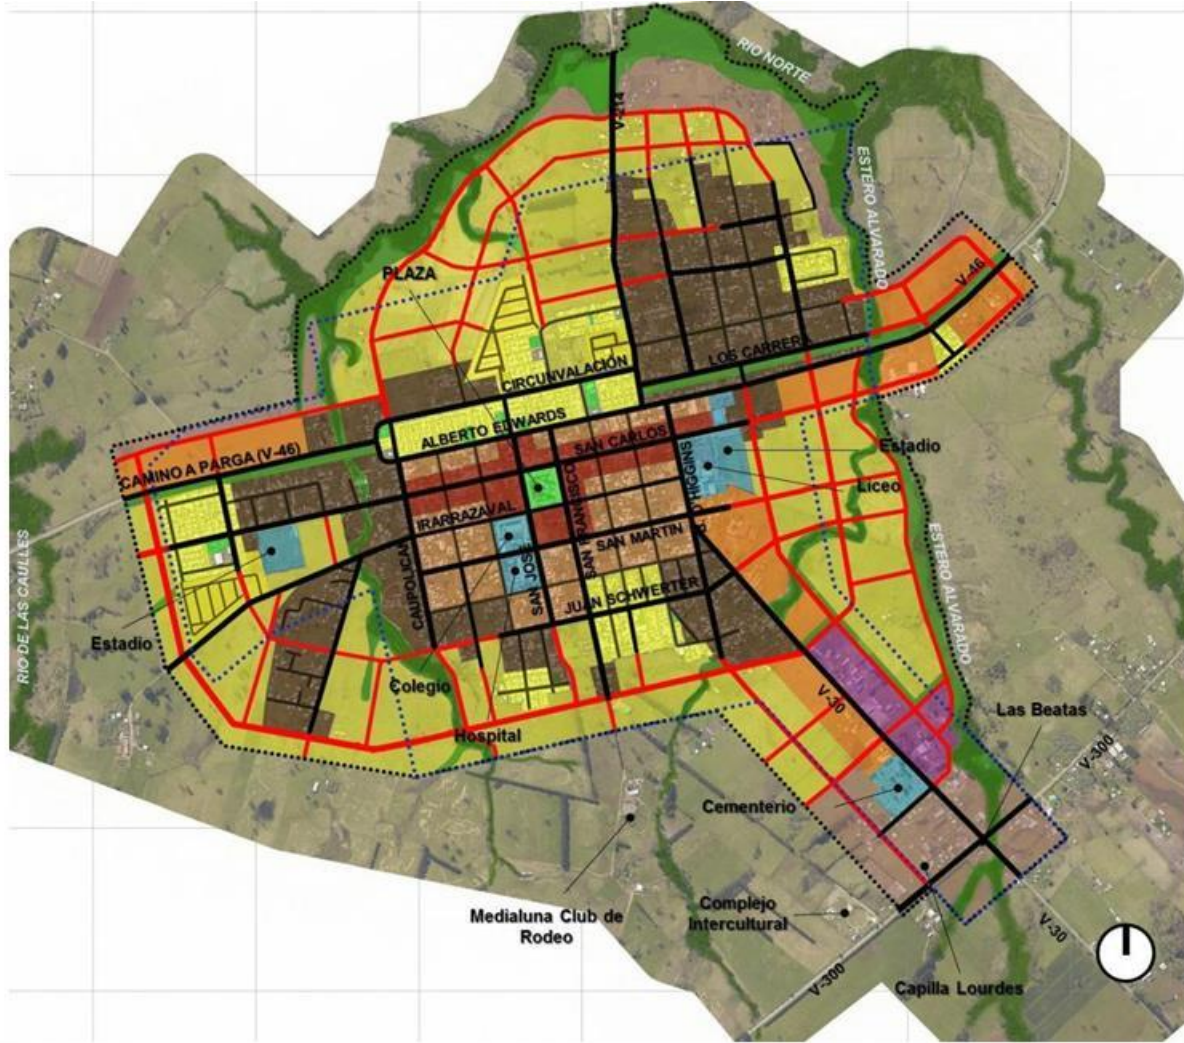 RIO NORTE
V-214
ESTERO ALVARADO
PLAZA
V-46
CIRCUNVALACIÓN
LOS CARRERA
ALBERTO EDWARDS
SAN CARLOS
CAMINO A PARGA (V-46)
Estadio
Liceo
O'HIGGINS
IRARRAZAVAL
SAN FRANCISCO
SAN MARTIN
SAN JOSE
CAUPOLICAN
JUAN SCHWERTER
RIO DE LAS CAULLES
ESTERO ALVARADO
Estadio
Colegio
V-30
Hospital
Las Beatas
V-300
Cementerio
Medialuna Club de
Rodeo
Complejo
Intercultural
V-30
V-300
Capilla Lourdes